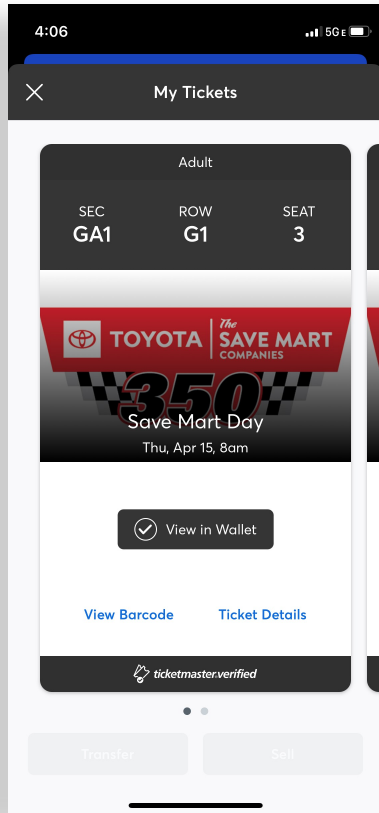 4:06
5G E
My Tickets
Adult
SEC ROW SEAT
GA1 G1 3
TOYOTA The SAVE MART COMPANIES
350
Save Mart Day
Thu, Apr 15, 8am
View in Wallet
View Barcode Ticket Details
ticketmaster.verified
Transfer Sell